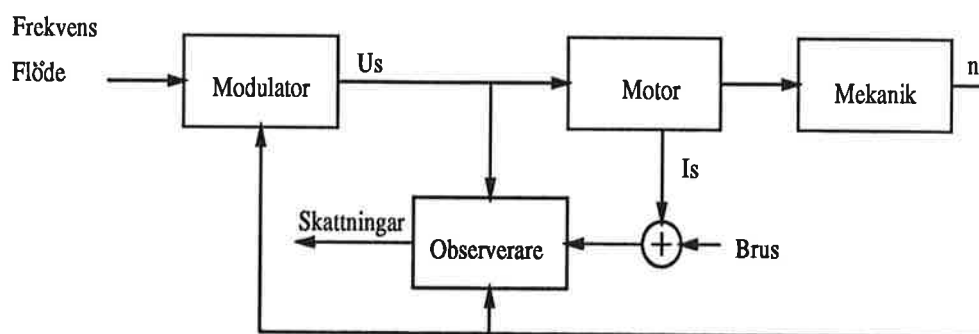 Frekvens
Flöde
Modulator
Us
Motor
Mekanik
n
Is
Skattningar
Observerare
+
Brus